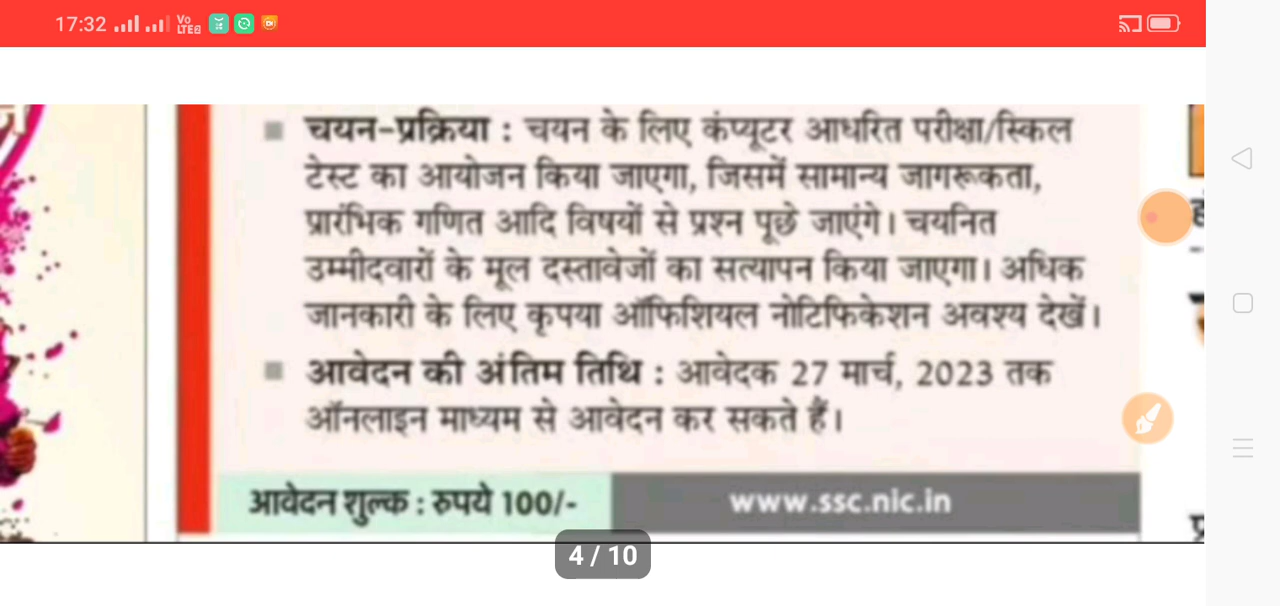 17:32
Vo
LTE2
■ चयन-प्रक्रिया : चयन के लिए कंप्यूटर आधरित परीक्षा/स्किल
टेस्ट का आयोजन किया जाएगा, जिसमें सामान्य जागरूकता,
प्रारंभिक गणित आदि विषयों से प्रश्न पूछे जाएंगे। चयनित
उम्मीदवारों के मूल दस्तावेजों का सत्यापन किया जाएगा। अधिक
जानकारी के लिए कृपया ऑफिशियल नोटिफिकेशन अवश्य देखें।
■ आवेदन की अंतिम तिथि : आवेदक 27 मार्च, 2023 तक
ऑनलाइन माध्यम से आवेदन कर सकते हैं।
आवेदन शुल्क : रुपये 100/-
www.ssc.nic.in
4 / 10